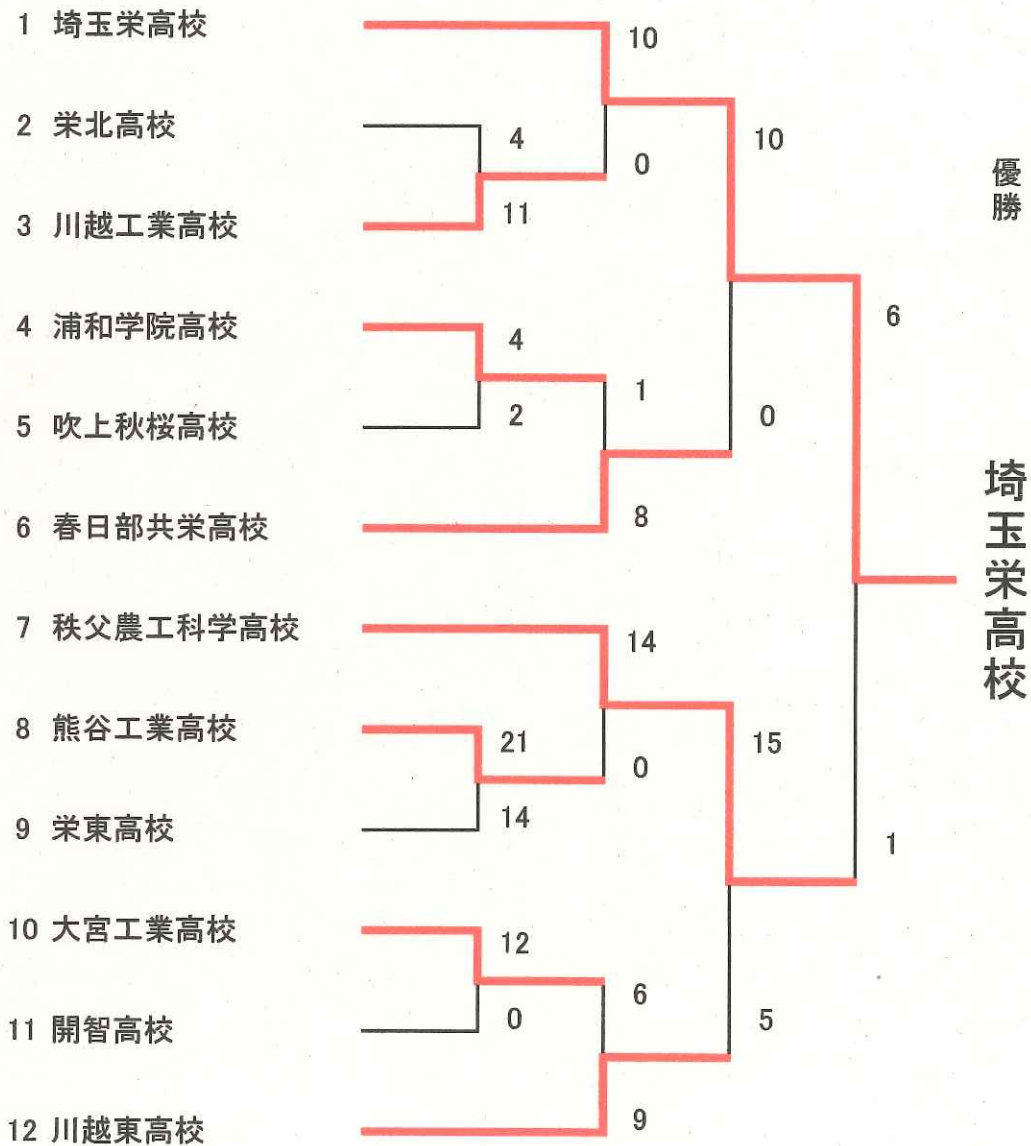 1 埼玉栄高校
10
2 栄北高校
4
0
10
3 川越工業高校
11
4 浦和学院高校
4
1
6
5 吹上秋桜高校
2
0
6 春日部共栄高校
8
7 秩父農工科学高校
14
8 熊谷工業高校
21
0
15
9 栄東高校
14
1
10 大宮工業高校
12
6
11 開智高校
0
5
12 川越東高校
9
優勝
埼玉栄高校